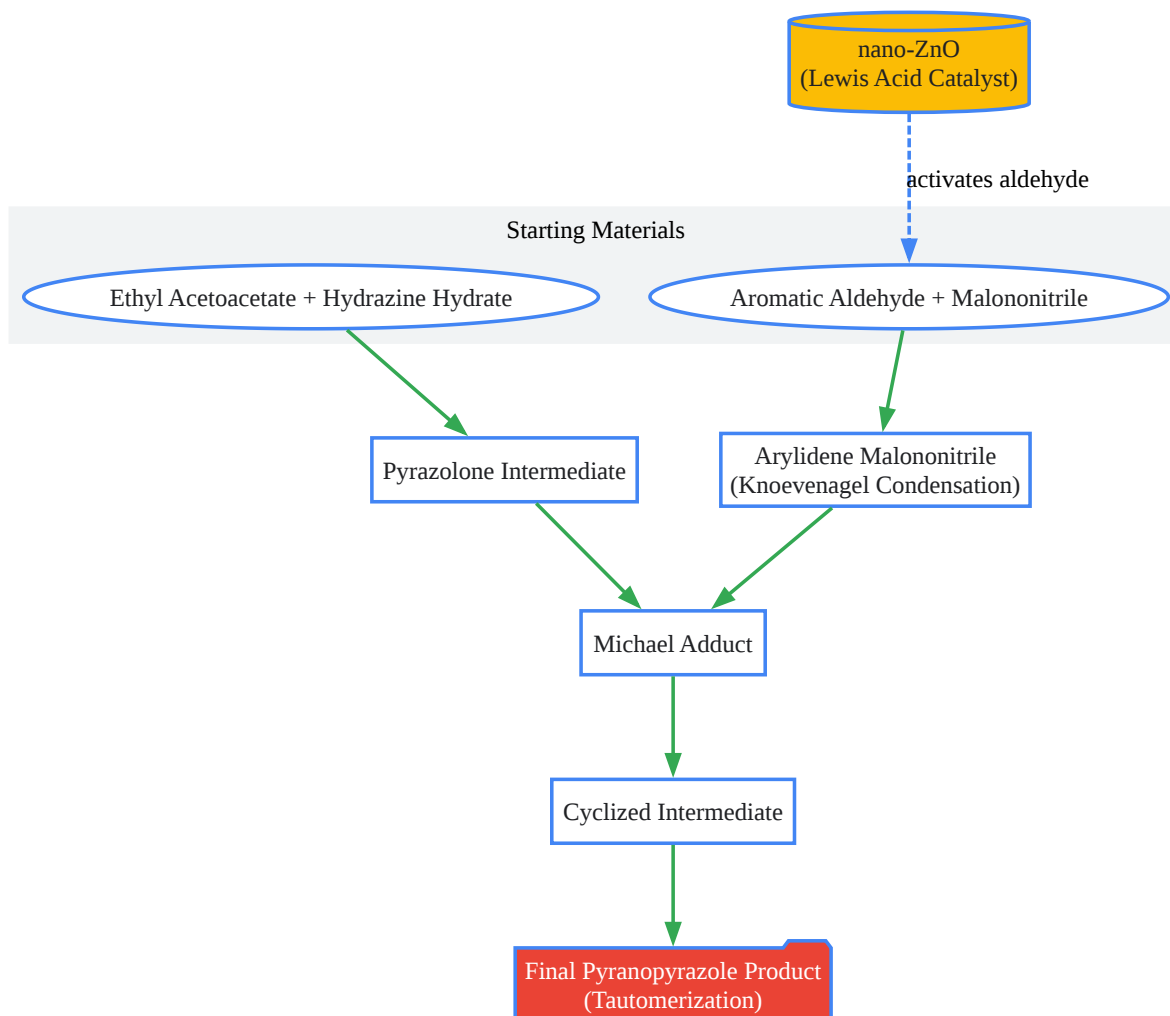 nano-ZnO
(Lewis Acid Catalyst)
activates aldehyde
Starting Materials
Ethyl Acetoacetate + Hydrazine Hydrate
Aromatic Aldehyde + Malononitrile
Pyrazolone Intermediate
Arylidene Malononitrile
(Knoevenagel Condensation)
Michael Adduct
Cyclized Intermediate
Final Pyranopyrazole Product
(Tautomerization)